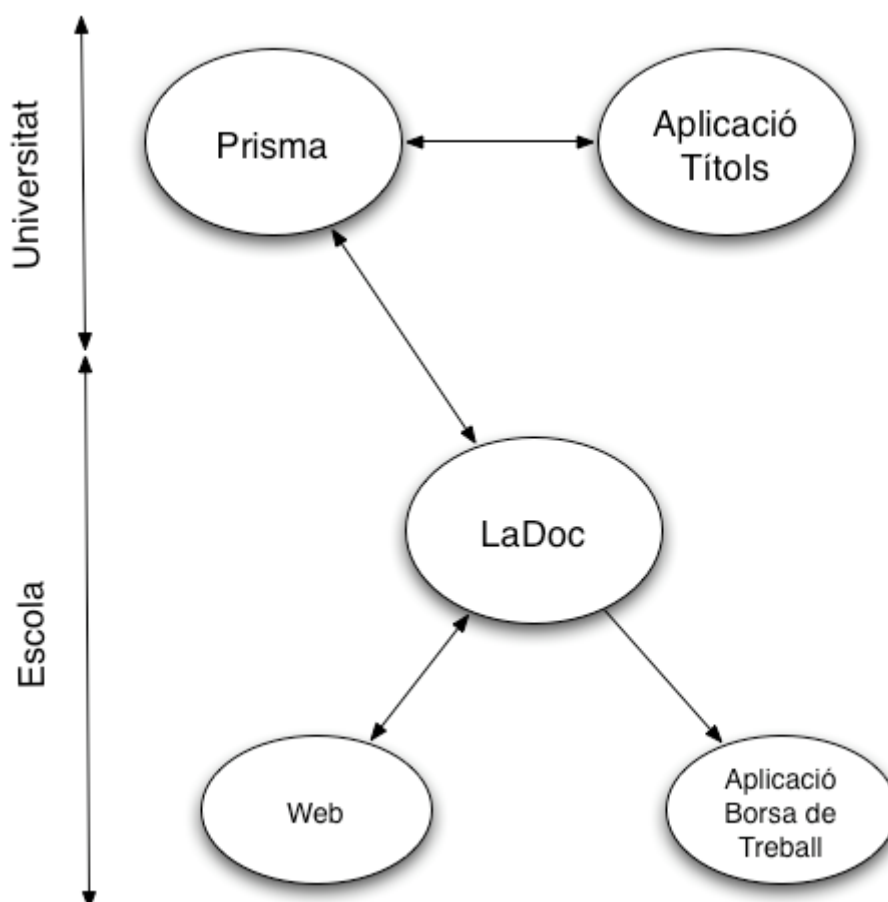 Universitat
Prisma
Aplicació
Títols
Escola
LaDoc
Web
Aplicació
Borsa de
Treball